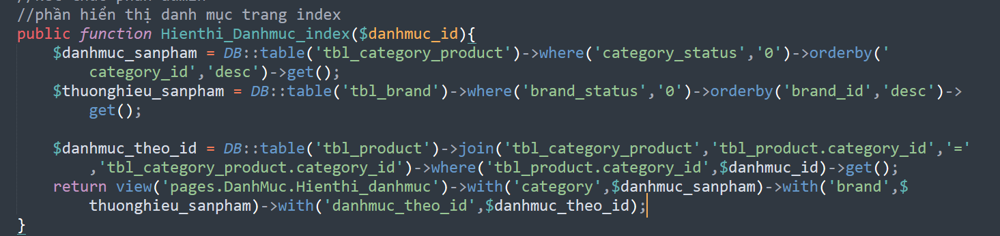 //phần hiển thị danh mục trang index
public function Hienthi_Danhmuc_index($danhmuc_id){
$danhmuc_sanpham = DB::table('tbl_category_product')->where('category_status','0')->orderby('
category_id','desc')->get();
$thuonghieu_sanpham = DB::table('tbl_brand')->where('brand_status','0')->orderby('brand_id','desc')->
get();
$danhmuc_theo_id = DB::table('tbl_product')->join('tbl_category_product','tbl_product.category_id','='
,'tbl_category_product.category_id')->where('tbl_product.category_id',$danhmuc_id)->get();
return view('pages.DanhMuc.Hienthi_danhmuc')->with('category',$danhmuc_sanpham)->with('brand',$
thuonghieu_sanpham)->with('danhmuc_theo_id',$danhmuc_theo_id);
}